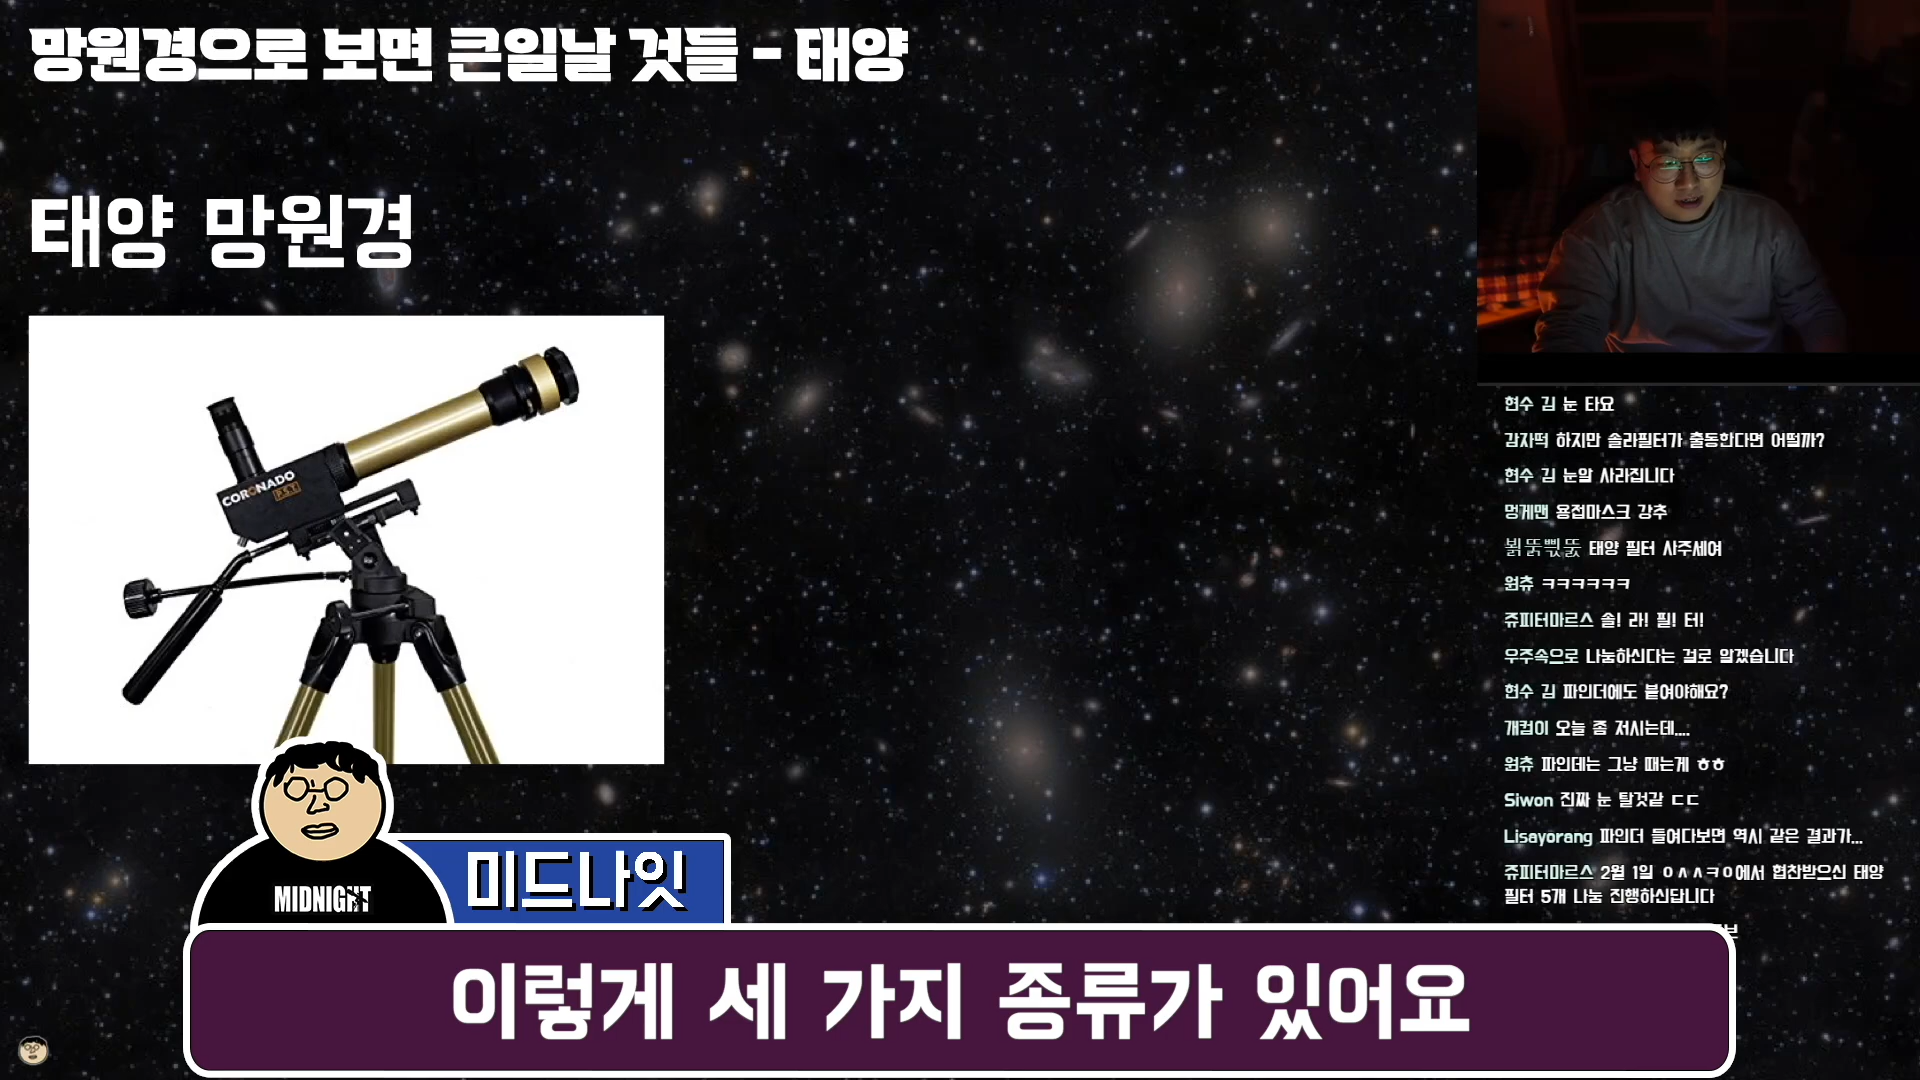 망원경으로 보면 큰일날 것들 - 태양
태양 망원경
CORONADO
P.S.T.
현수 김 눈 타요
감자떡 하지만 솔라필터가 출동한다면 어떨까?
현수 김 눈알 사라집니다
멍게맨 용접마스크 강추
태양 필터 사주세여
원츄 ㅋㅋㅋㅋㅋㅋ
쥬피터마르스 솔! 라! 필! 터!
우주속으로 나눔하신다는 걸로 알겠습니다
현수 김 파인더에도 붙여야해요?
개컵이 오늘 좀 저시는데....
원츄 파인데는 그냥 때는게 ㅎㅎ
Siwon 진짜 눈 탈것같 ㄷㄷ
Lisayorang 파인더 들여다보면 역시 같은 결과가...
쥬피터마르스 2월 1일 ㅇㅅㅅㅋㅇ에서 협찬받으신 태양
필터 5개 나눔 진행하신답니다
미드나잇
MIDNIGHT
이렇게 세 가지 종류가 있어요